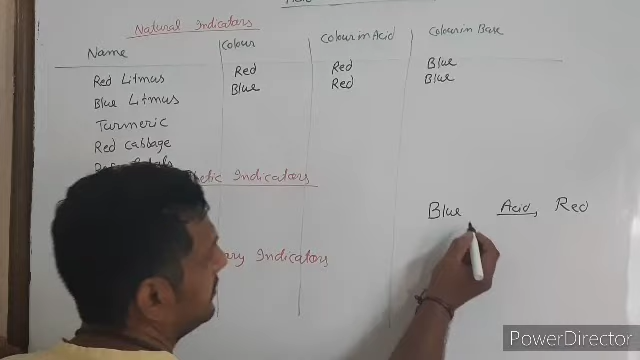 Natural Indicators
Name Colour Colour in Acid Colour in Base
Red Litmus Red Red Blue
Blue Litmus Blue Red Blue
Turmeric
Red Cabbage
Indicators
Blue Acid, Red
Indicators
PowerDirector